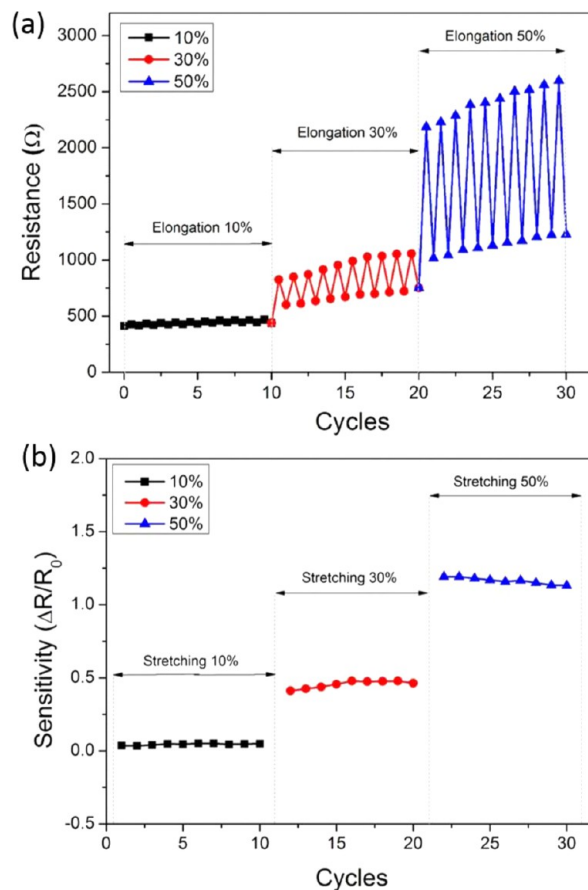 (a)
10%
30%
50%
Elongation 10%
Elongation 30%
Elongation 50%
Resistance (Ω)
3000
2500
2000
1500
1000
500
0
0 5 10 15 20 25 30
Cycles
(b)
10%
30%
50%
Stretching 10%
Stretching 30%
Stretching 50%
Sensitivity (ΔR/R₀)
2.0
1.5
1.0
0.5
0.0
-0.5
0 5 10 15 20 25 30
Cycles